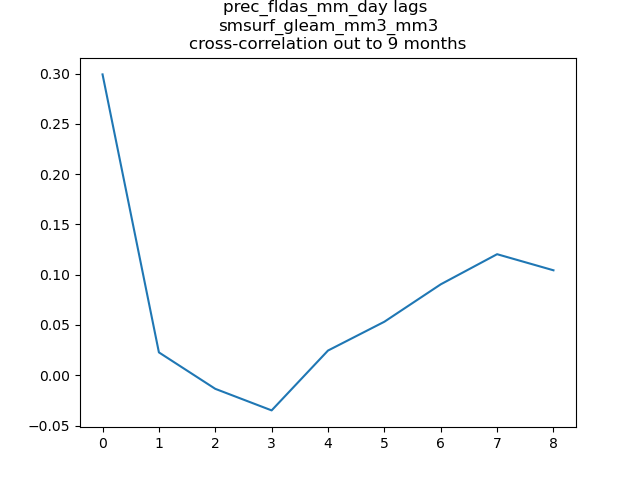 prec_fldas_mm_day lags
smsurf_gleam_mm3_mm3
cross-correlation out to 9 months
0.30
0.25
0.20
0.15
0.10
0.05
0.00
−0.05
0 1 2 3 4 5 6 7 8